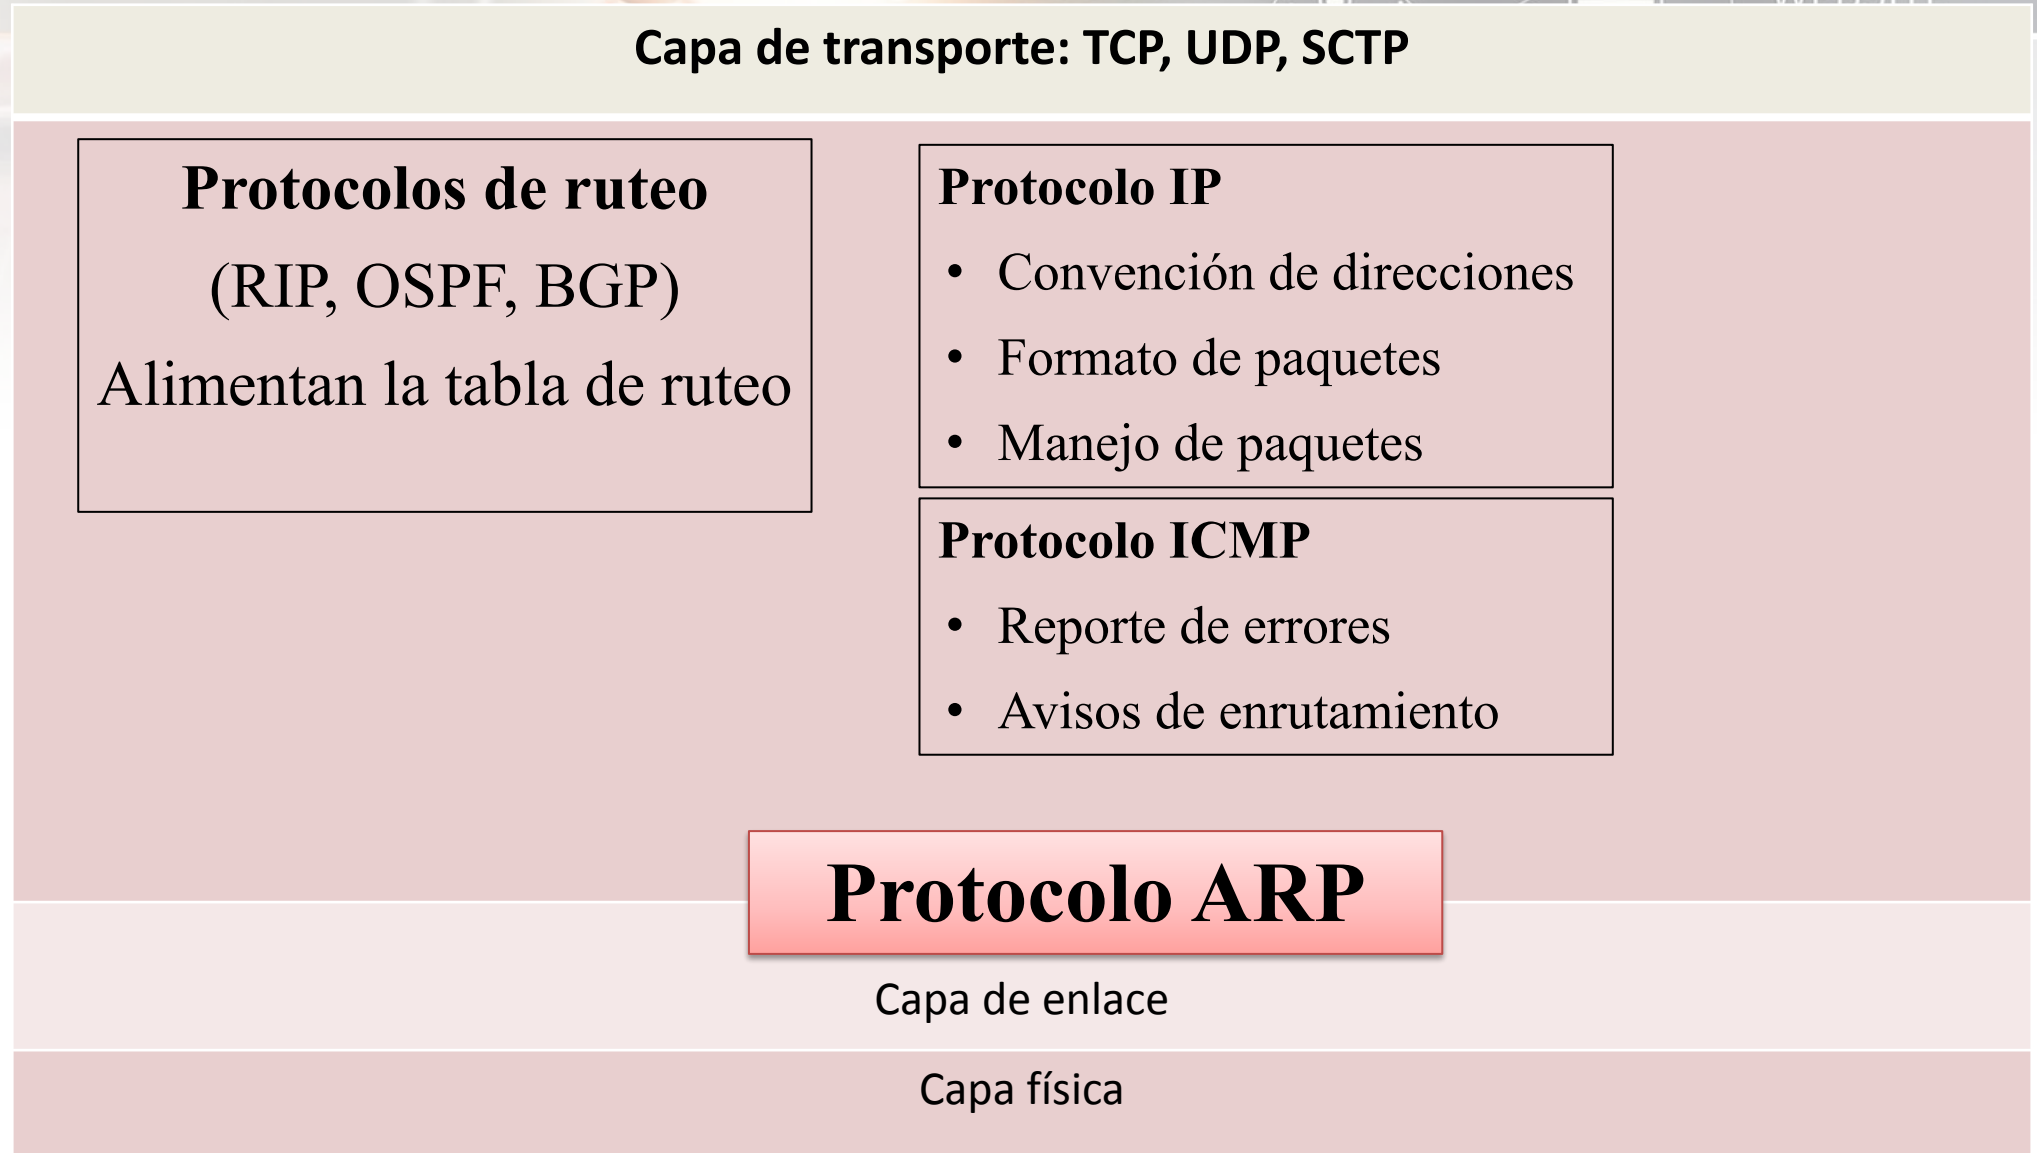 Capa de transporte: TCP, UDP, SCTP
Protocolos de ruteo
(RIP, OSPF, BGP)
Alimentan la tabla de ruteo
Protocolo IP
• Convención de direcciones
• Formato de paquetes
• Manejo de paquetes
Protocolo ICMP
• Reporte de errores
• Avisos de enrutamiento
Protocolo ARP
Capa de enlace
Capa física